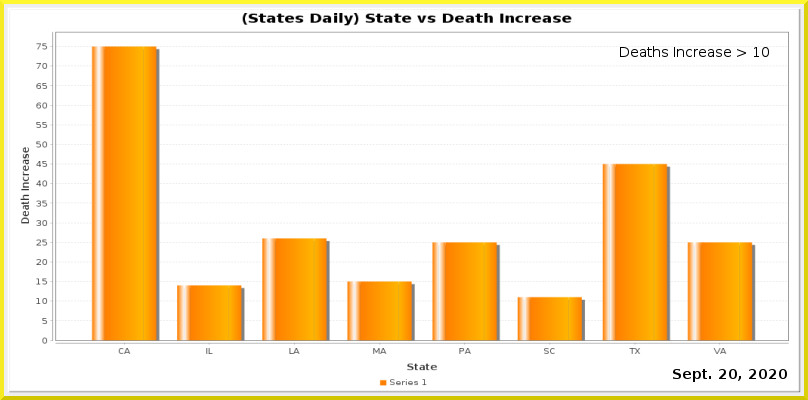 (States Daily) State vs Death Increase
Deaths Increase > 10
75
70
65
60
55
50
45
40
35
30
25
20
15
10
5
0
Death Increase
CA IL LA MA PA SC TX VA
State
Series 1
Sept. 20, 2020